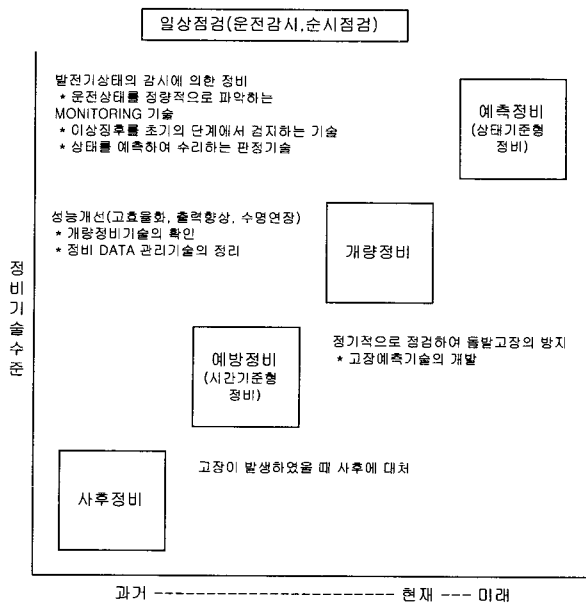 일상점검(운전감시,순시점검)
발전기상태의 감시에 의한 정비
* 운전상태를 정량적으로 파악하는
MONiTORING 기술
* 이상징후를 초기의 단계에서 검지하는 기술
* 상태를 예측하여 수리하는 판정기술
예측정비
(상태기준형
정비)
성능개선(고효율화, 출력향상, 수명연장)
* 개량정비기술의 확인
* 정비 DATA 관리기술의 정리
개량정비
정비기술수준
예방정비
(시간기준형
정비)
정기적으로 점검하여 돌발고장의 방지
* 고장예측기술의 개발
사후정비
고장이 발생하였을 때 사후에 대처
과거 ------------------------- 현재 --- 미래